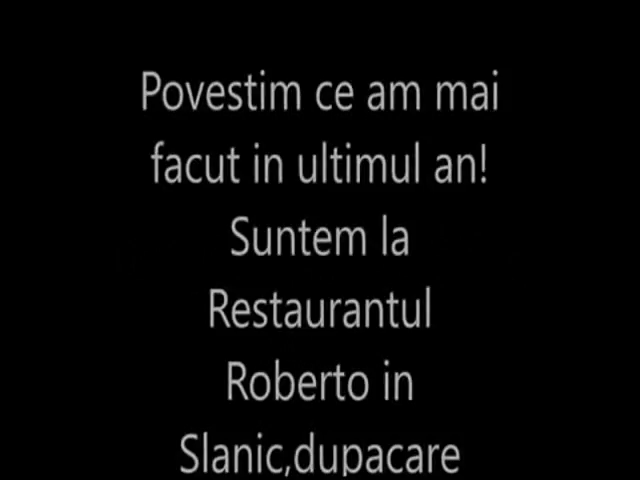 Povestim ce am mai
facut in ultimul an!
Suntem la
Restaurantul
Roberto in
Slanic,dupacare